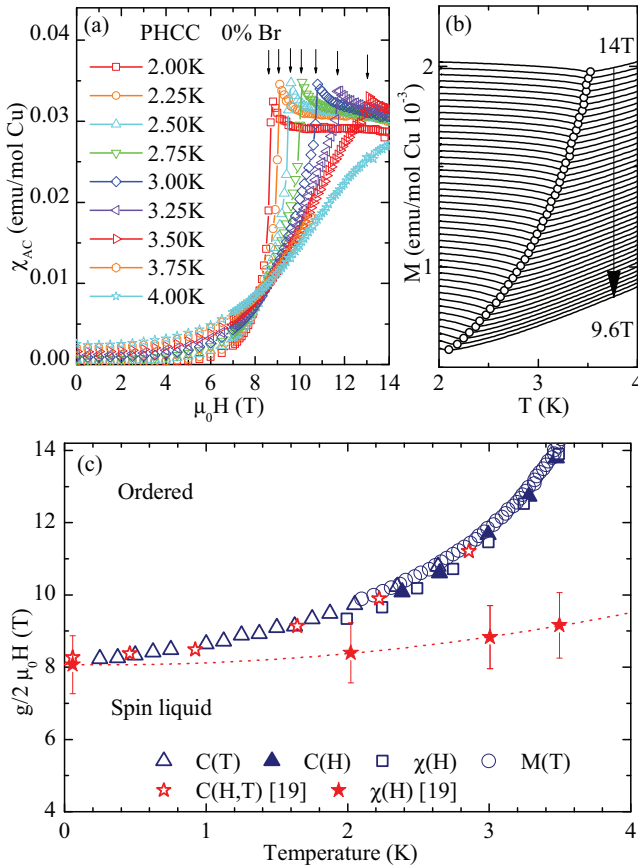 (a) PHCC 0% Br
0.04
0.03
0.02
0.01
0.00
χAC (emu/mol Cu)
2.00K
2.25K
2.50K
2.75K
3.00K
3.25K
3.50K
3.75K
4.00K
0 2 4 6 8 10 12 14
μ0H (T)
(b)
14T
2
1
M (emu/mol Cu 10-3)
9.6T
2 3 4
T (K)
(c)
14
12
10
8
6
4
g/2 μ0H (T)
Ordered
Spin liquid
C(T) C(H) χ(H) M(T)
C(H,T) [19] χ(H) [19]
0 1 2 3 4
Temperature (K)